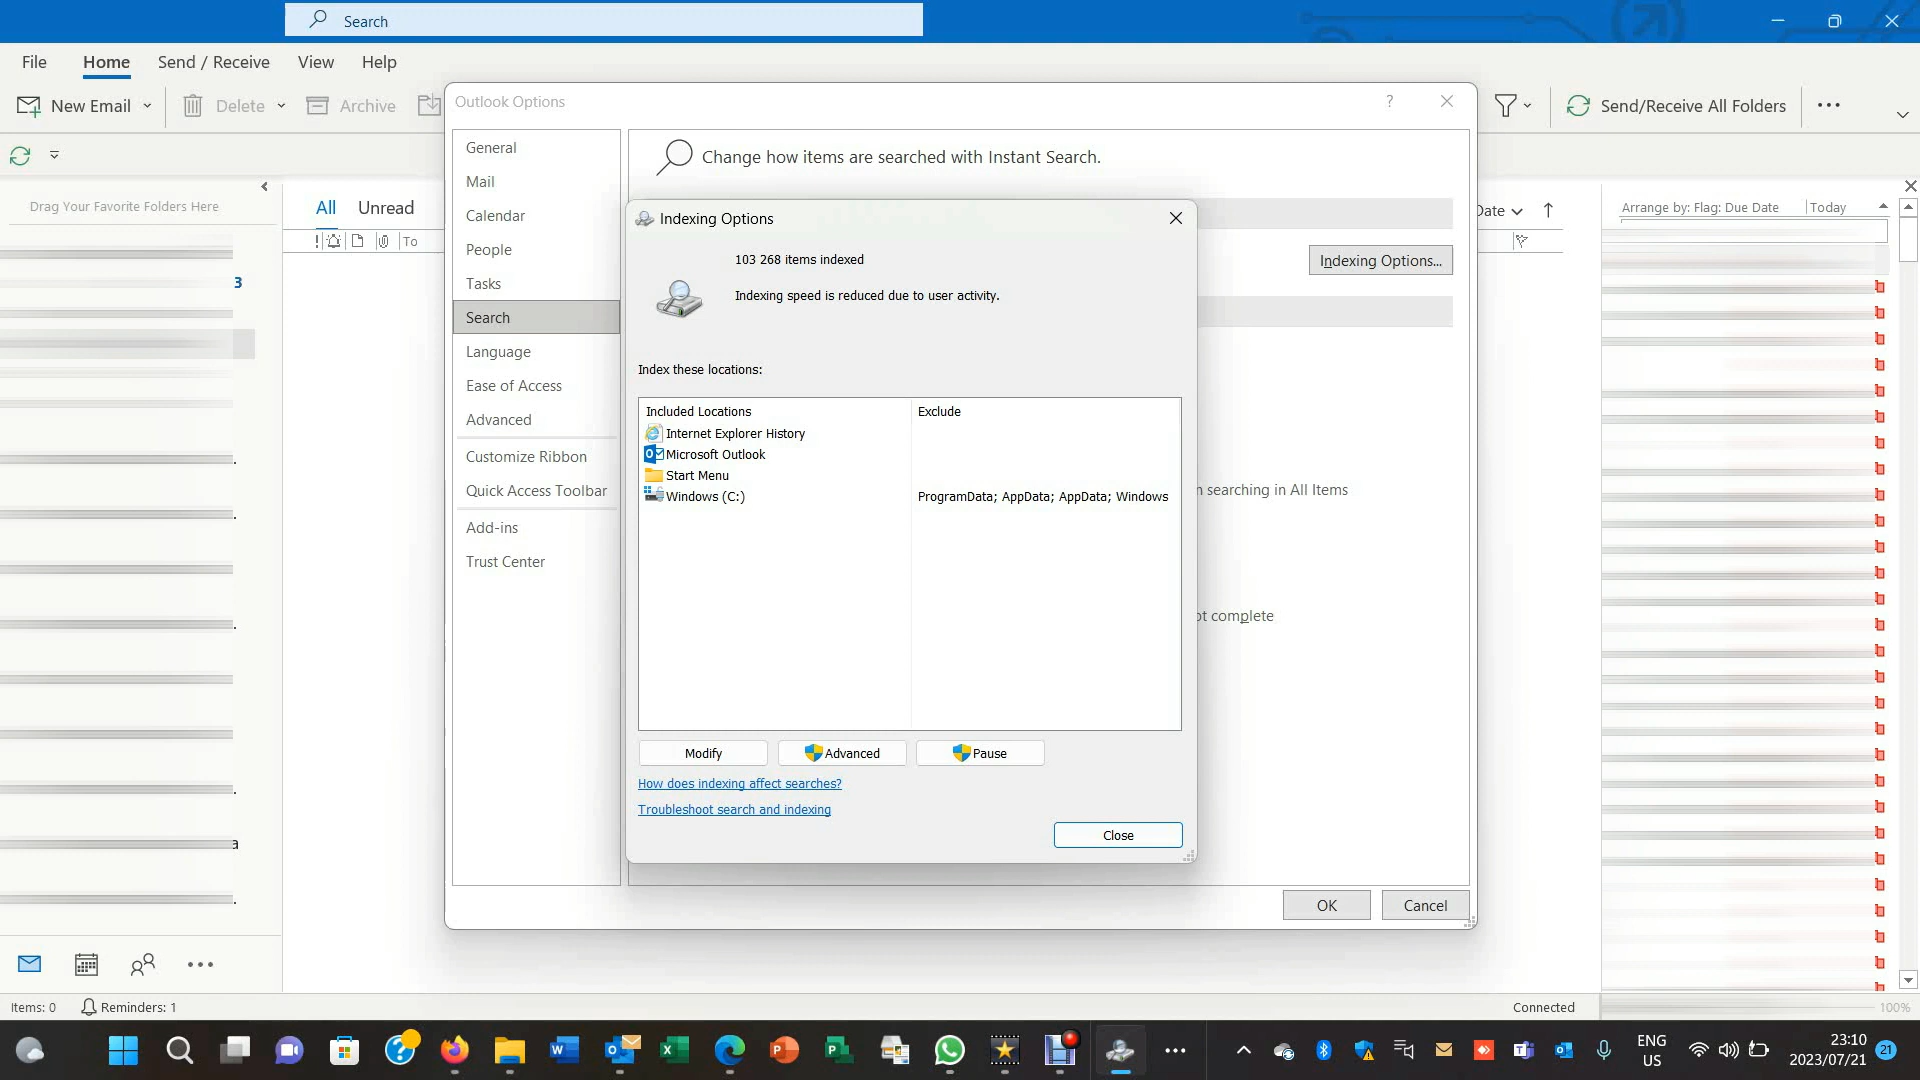 Search
File Home Send / Receive View Help
New Email Delete Archive Send/Receive All Folders
Outlook Options
General
Mail
Calendar
People
Tasks
Search
Language
Ease of Access
Advanced
Customize Ribbon
Quick Access Toolbar
Add-ins
Trust Center
Change how items are searched with Instant Search.
Indexing Options...
n searching in All Items
ot complete
OK Cancel
Indexing Options
103 268 items indexed
Indexing speed is reduced due to user activity.
Index these locations:
Included Locations Exclude
Internet Explorer History
Microsoft Outlook
Start Menu
Windows (C:) ProgramData; AppData; AppData; Windows
Modify Advanced Pause
How does indexing affect searches?
Troubleshoot search and indexing
Close
Drag Your Favorite Folders Here
3
a
All Unread
To
Date
Arrange by: Flag: Due Date Today
Items: 0 Reminders: 1 Connected 100%
ENG
US
23:10
2023/07/21
21